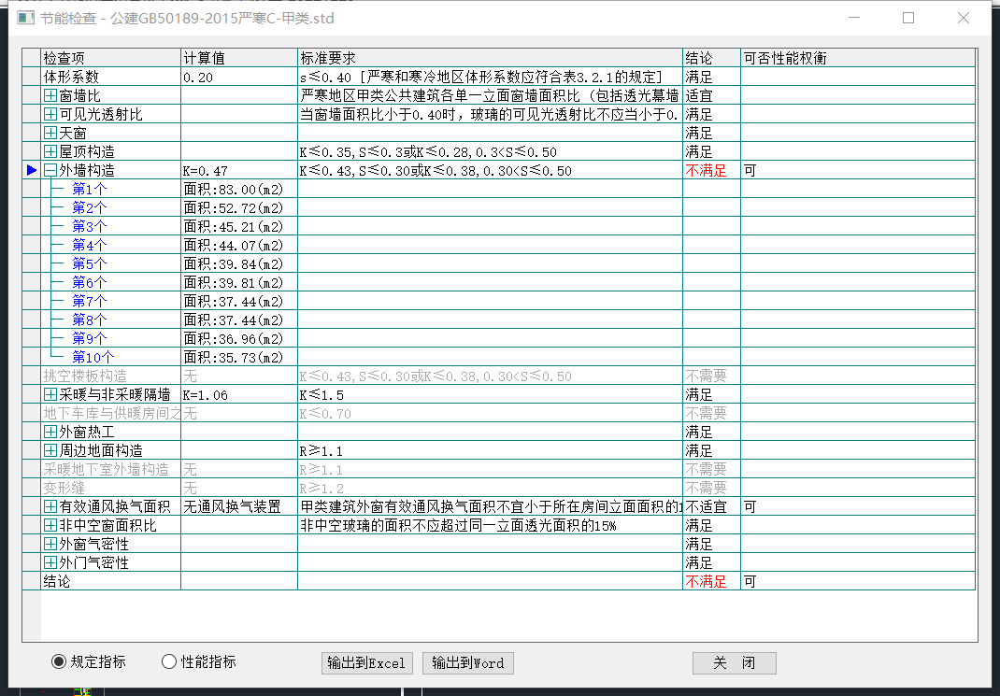 节能检查 - 公建GB50189-2015严寒C-甲类.std
检查项 计算值 标准要求 结论 可否性能权衡
体形系数 0.20 s≤0.40 [严寒和寒冷地区体形系数应符合表3.2.1的规定] 满足
窗墙比 严寒地区甲类公共建筑各单一立面窗墙面积比 (包括透光幕墙 适宜
可见光透射比 当窗墙面积比小于0.40时，玻璃的可见光透射比不应当小于0. 满足
天窗 满足
屋顶构造 K≤0.35,S≤0.3或K≤0.28,0.3<S≤0.50 满足
外墙构造 K=0.47 K≤0.43,S≤0.30或K≤0.38,0.30<S≤0.50 不满足 可
第1个 面积:83.00(m2)
第2个 面积:52.72(m2)
第3个 面积:45.21(m2)
第4个 面积:44.07(m2)
第5个 面积:39.84(m2)
第6个 面积:39.81(m2)
第7个 面积:37.44(m2)
第8个 面积:37.44(m2)
第9个 面积:36.96(m2)
第10个 面积:35.73(m2)
挑空楼板构造 无 K≤0.43,S≤0.30或K≤0.38,0.30<S≤0.50 不需要
采暖与非采暖隔墙 K=1.06 K≤1.5 满足
地下车库与供暖房间之 无 K≤0.70 不需要
外窗热工 满足
周边地面构造 R≥1.1 满足
采暖地下室外墙构造 无 R≥1.1 不需要
变形缝 无 R≥1.2 不需要
有效通风换气面积 无通风换气装置 甲类建筑外窗有效通风换气面积不宜小于所在房间立面面积的 不适宜 可
非中空窗面积比 非中空玻璃的面积不应超过同一立面透光面积的15% 满足
外窗气密性 满足
外门气密性 满足
结论 不满足 可
规定指标 性能指标 输出到Excel 输出到Word 关 闭